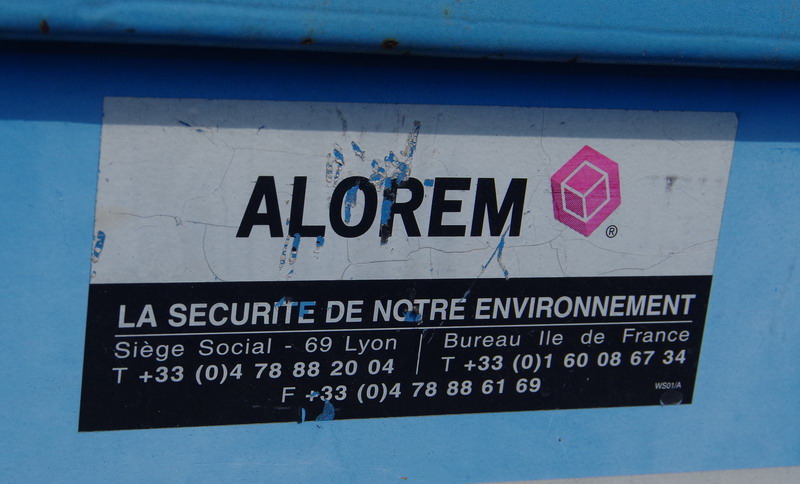 ALOREM ®
LA SECURITE DE NOTRE ENVIRONNEMENT
Siège Social - 69 Lyon
T +33 (0)4 78 88 20 04
Bureau Ile de France
T +33 (0)1 60 08 67 34
F +33 (0)4 78 88 61 69
WS01/A